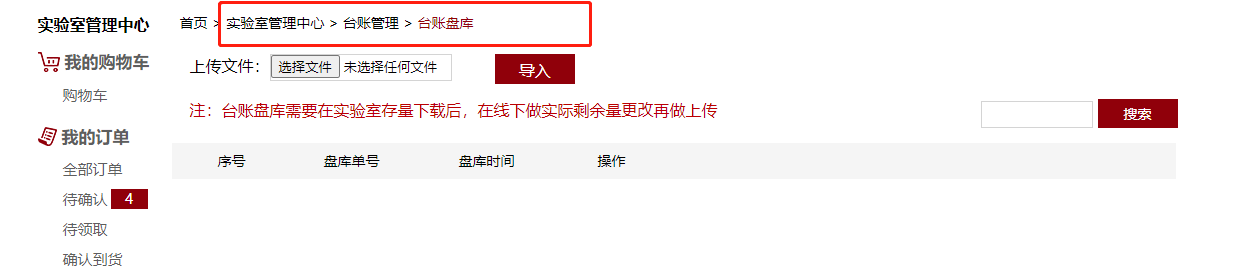 实验室管理中心
首页 > 实验室管理中心 > 台账管理 > 台账盘库
我的购物车
上传文件： 选择文件 未选择任何文件 导入
购物车
注：台账盘库需要在实验室存量下载后，在线下做实际剩余量更改再做上传
搜索
我的订单
序号 盘库单号 盘库时间 操作
全部订单
待确认 4
待领取
确认到货